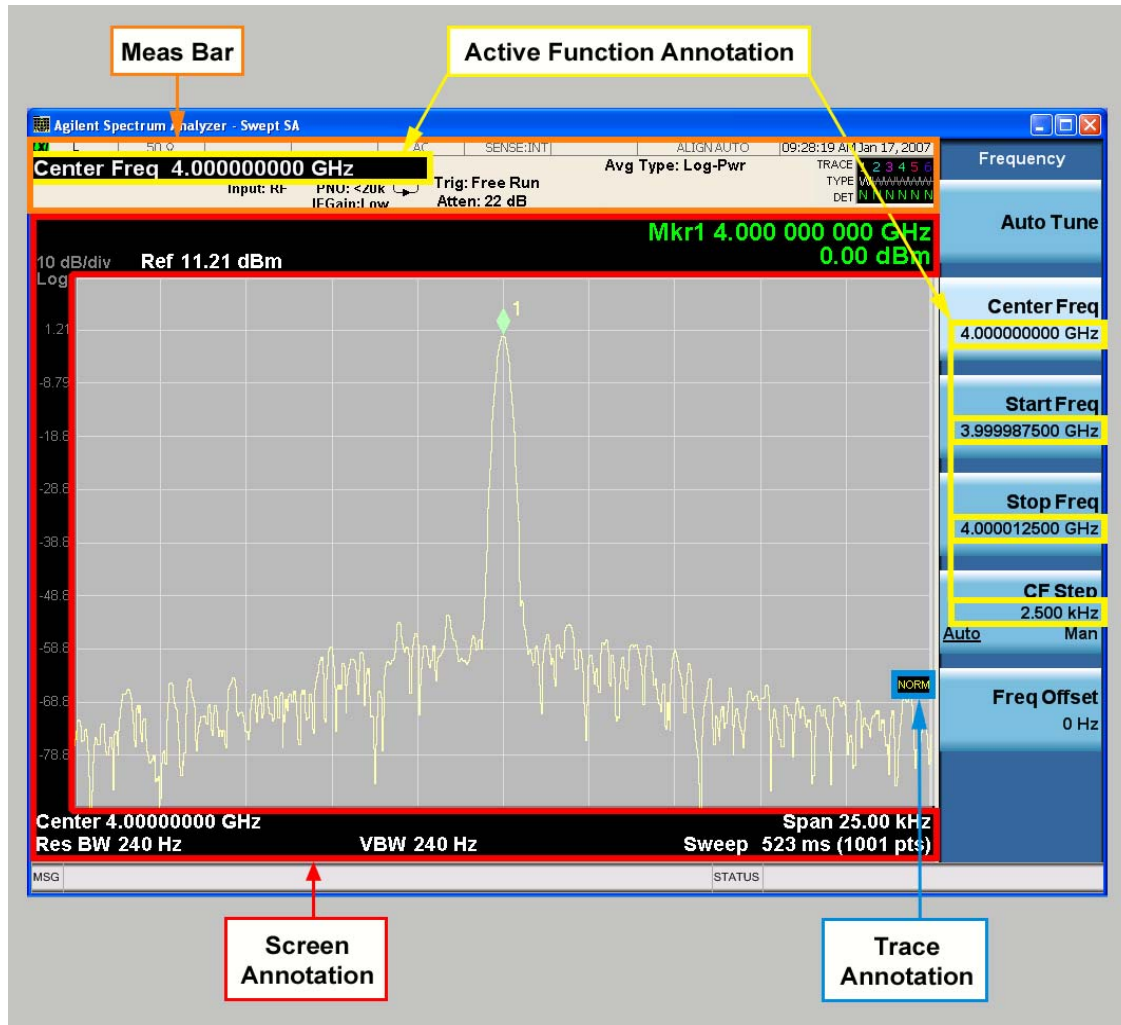 Meas Bar
Active Function Annotation
Agilent Spectrum Analyzer - Swept SA
L 50 Ω AC SENSE:INT ALIGN AUTO 09:28:19 AM Jan 17, 2007
Center Freq 4.000000000 GHz
Input: RF PNO: <20k
IFGain:Low
Trig: Free Run
Atten: 22 dB
Avg Type: Log-Pwr
TRACE 1 2 3 4 5 6
TYPE
DET N N N N N N
Frequency
Auto Tune
Center Freq
4.000000000 GHz
Start Freq
3.999987500 GHz
Stop Freq
4.000012500 GHz
CF Step
2.500 kHz
Auto Man
Freq Offset
0 Hz
Mkr1 4.000 000 000 GHz
0.00 dBm
10 dB/div Ref 11.21 dBm
Log
1
1.21
-8.79
-18.8
-28.8
-38.8
-48.8
-58.8
-68.8
-78.8
NORM
Center 4.00000000 GHz Span 25.00 kHz
Res BW 240 Hz VBW 240 Hz Sweep 523 ms (1001 pts)
MSG STATUS
Screen
Annotation
Trace
Annotation